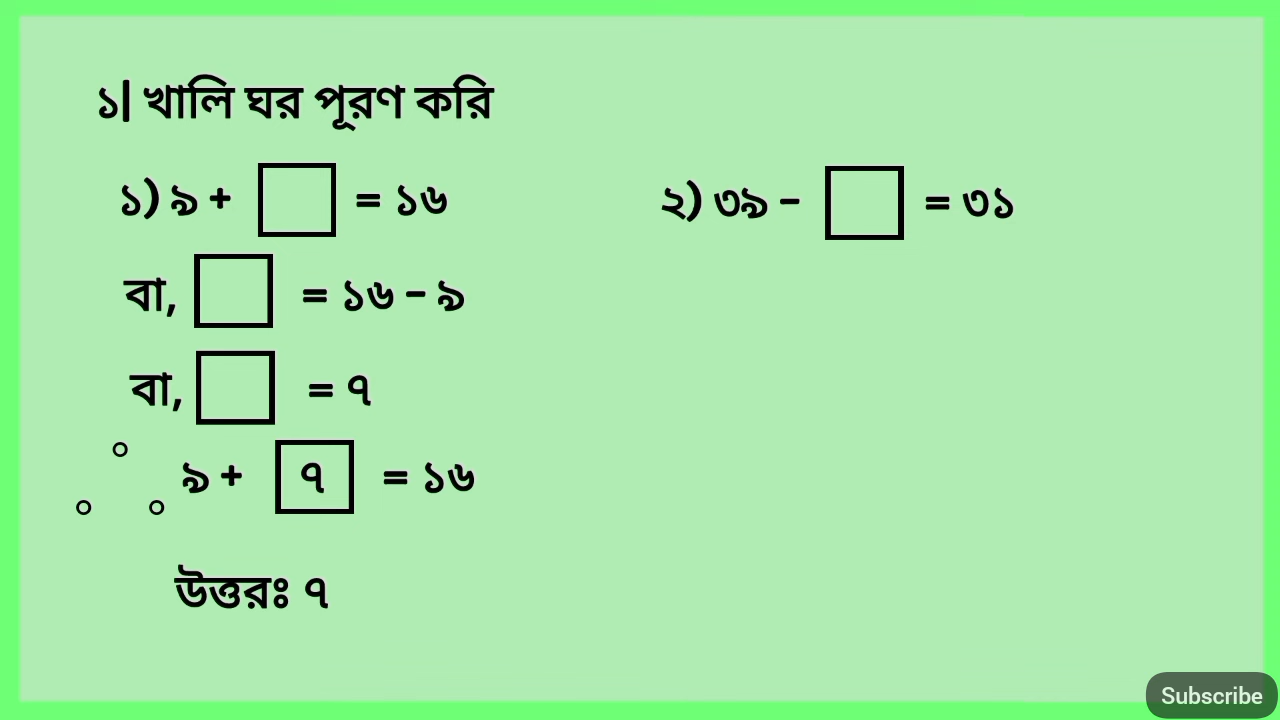 ১| খালি ঘর পূরণ করি
১) ৯ + □ = ১৬
বা, □ = ১৬ - ৯
বা, □ = ৭
∴ ৯ + ৭ = ১৬
উত্তরঃ ৭
২) ৩৯ - □ = ৩১
Subscribe